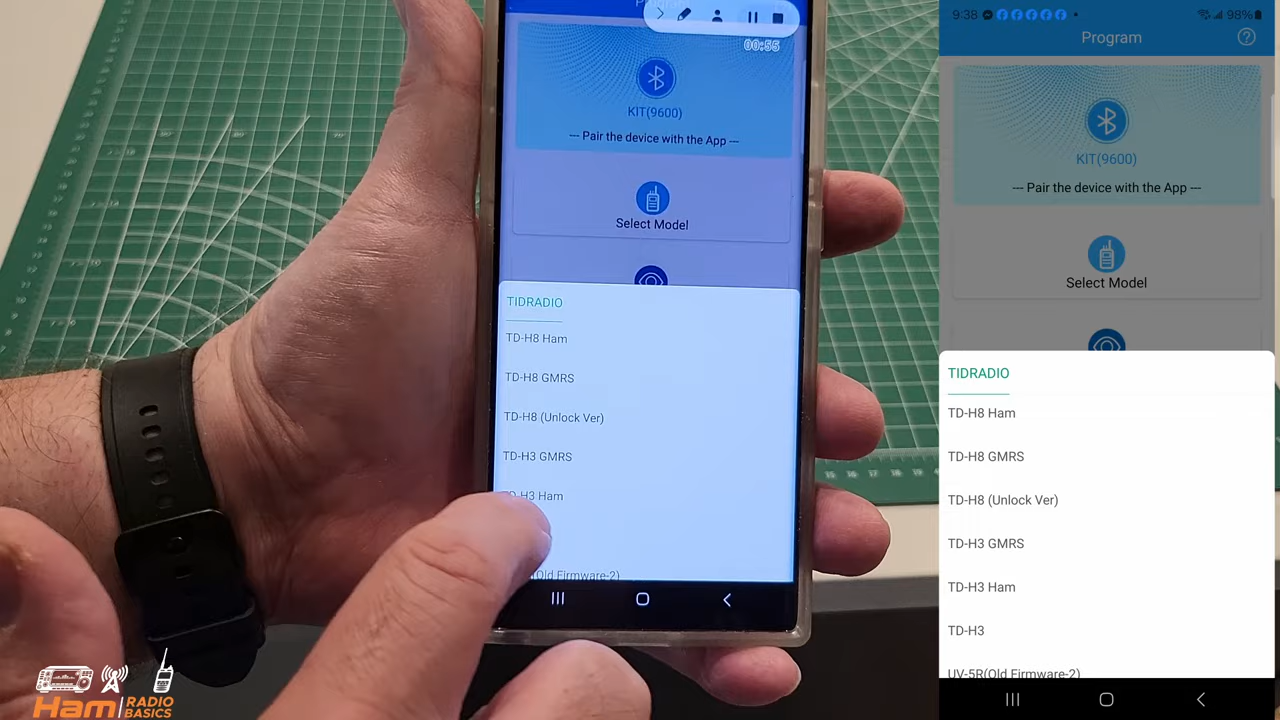 00:55
KIT(9600)
--- Pair the device with the App ---
Select Model
TIDRADIO
TD-H8 Ham
TD-H8 GMRS
TD-H8 (Unlock Ver)
TD-H3 GMRS
TD-H3 Ham
(Old Firmware-2)
Ham RADIO
BASICS
9:38 98%
Program
KIT(9600)
--- Pair the device with the App ---
Select Model
TIDRADIO
TD-H8 Ham
TD-H8 GMRS
TD-H8 (Unlock Ver)
TD-H3 GMRS
TD-H3 Ham
TD-H3
UV-5R(Old Firmware-2)